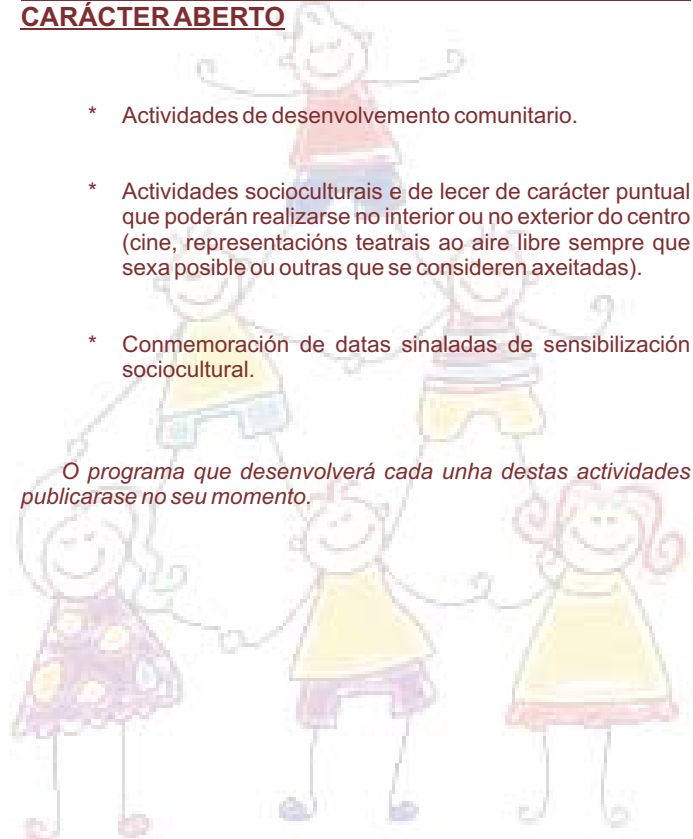 CARÁCTER ABERTO
* Actividades de desenvolvemento comunitario.
* Actividades socioculturais e de lecer de carácter puntual
que poderán realizarse no interior ou no exterior do centro
(cine, representacións teatrais ao aire libre sempre que
sexa posible ou outras que se consideren axeitadas).
* Conmemoración de datas sinaladas de sensibilización
sociocultural.
O programa que desenvolverá cada unha destas actividades
publicarase no seu momento.